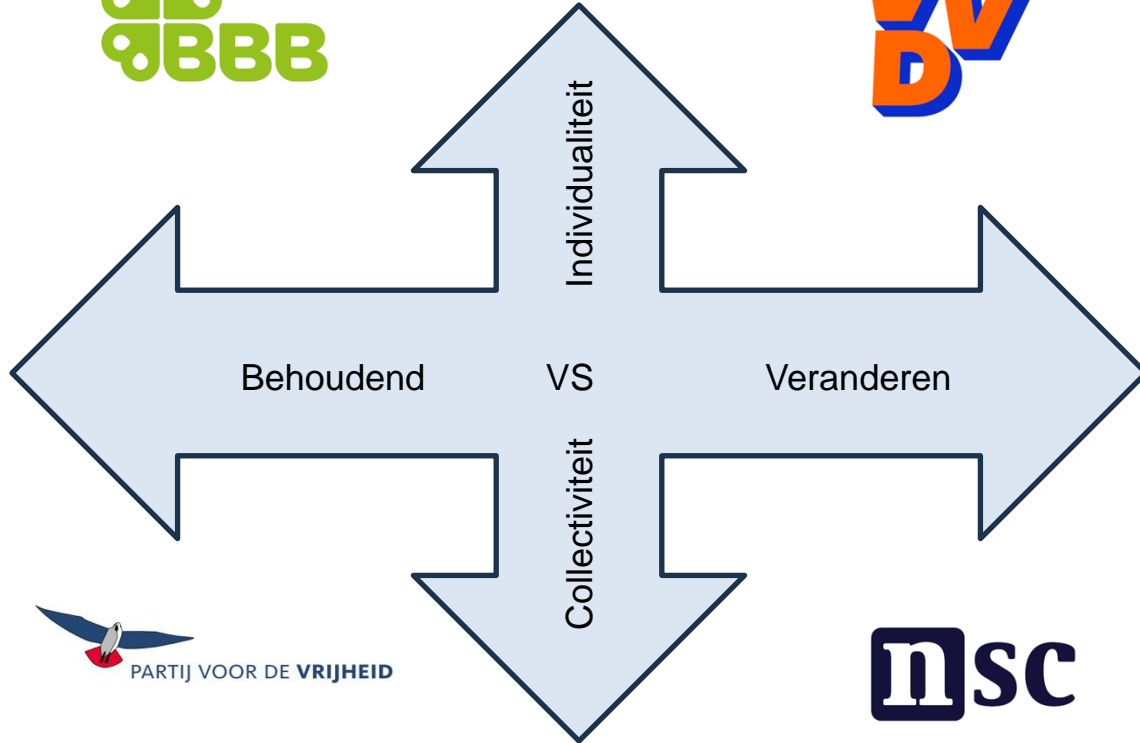 BBB
VVD
Individualiteit
Behoudend VS Veranderen
Collectiviteit
PARTIJ VOOR DE VRIJHEID
nsc